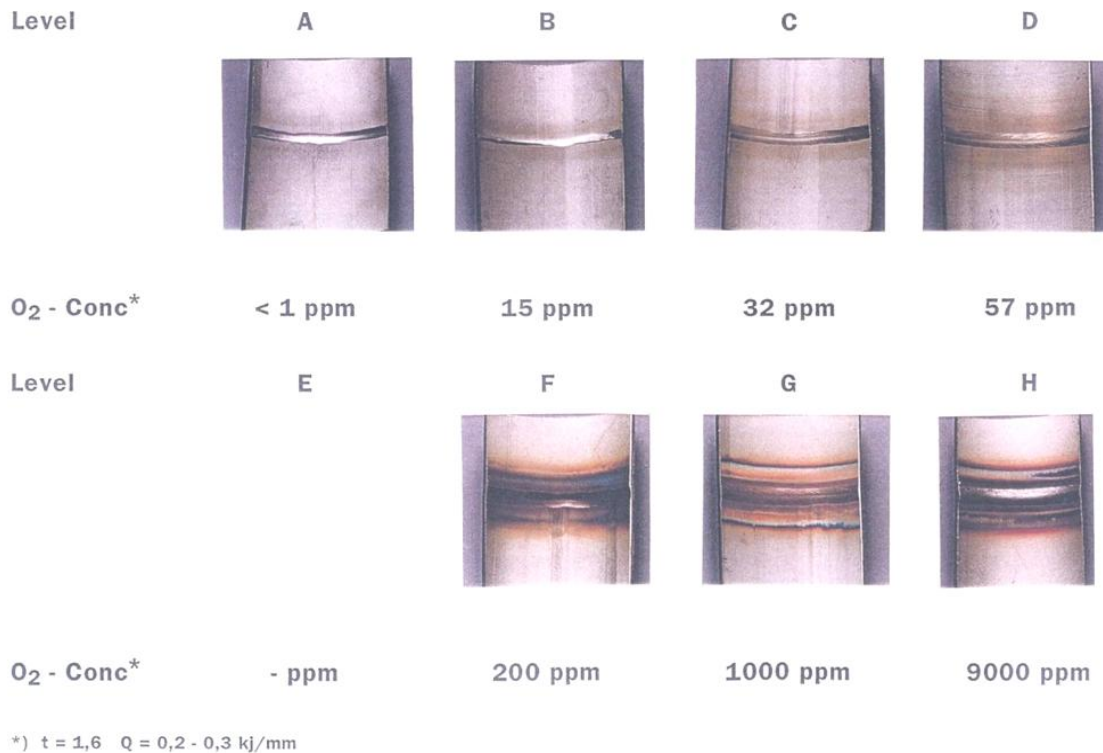 Level A B C D
O2 - Conc* < 1 ppm 15 ppm 32 ppm 57 ppm
Level E F G H
O2 - Conc* - ppm 200 ppm 1000 ppm 9000 ppm
*) t = 1,6 Q = 0,2 - 0,3 kj/mm